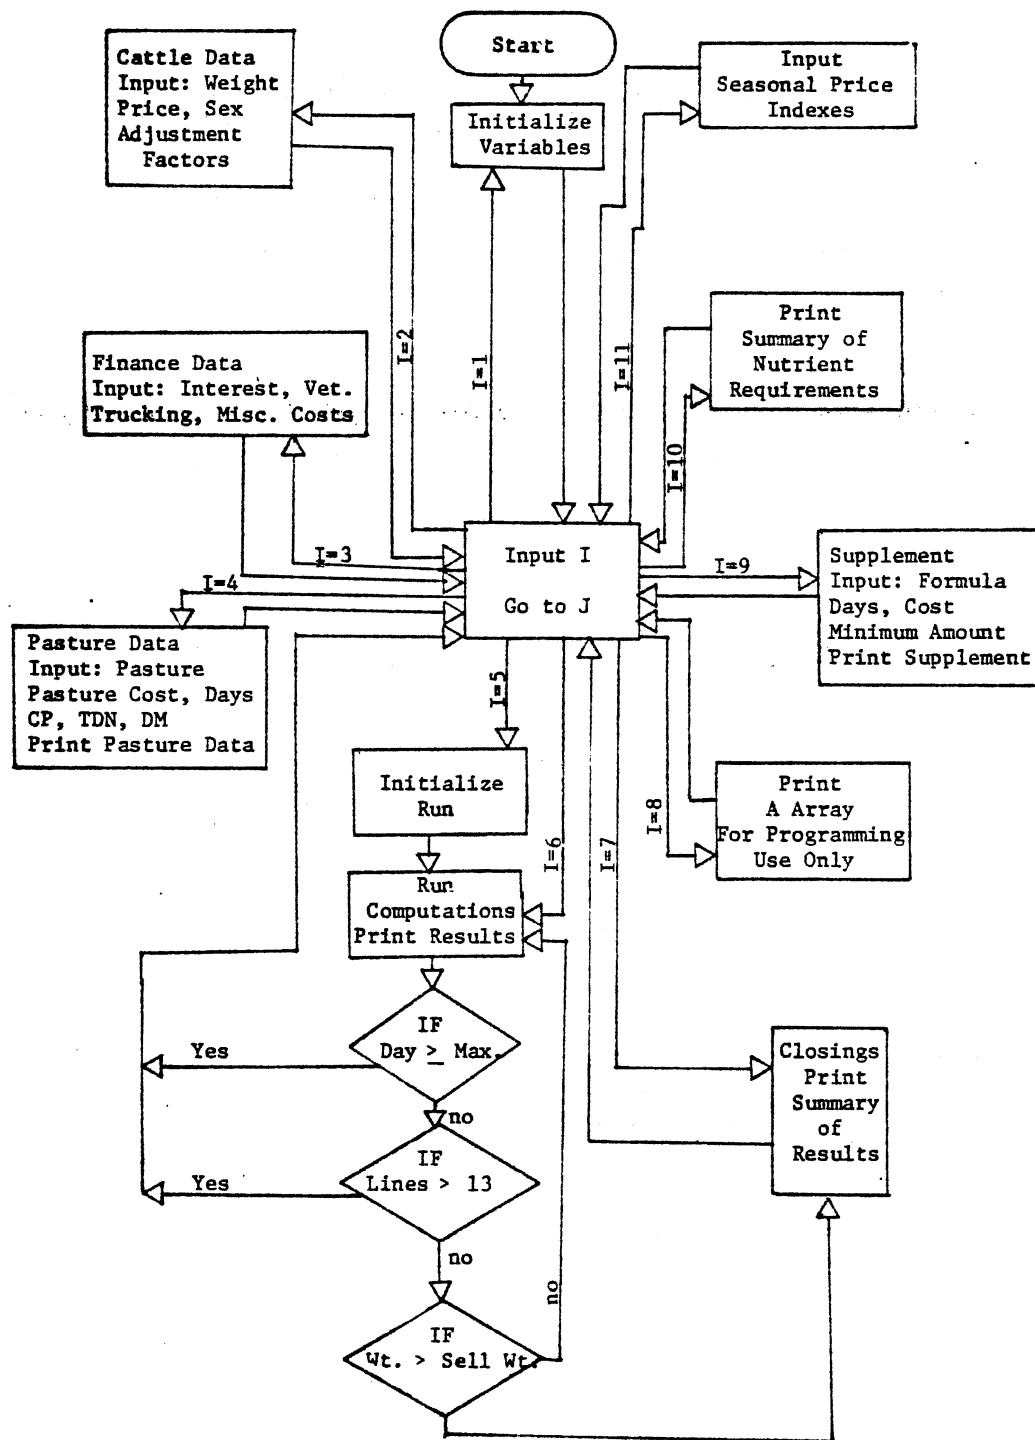 Start
Initialize
Variables
Cattle Data
Input: Weight
Price, Sex
Adjustment
Factors
Input
Seasonal Price
Indexes
I=2
I=1
I=11
Finance Data
Input: Interest, Vet.
Trucking, Misc. Costs
Print
Summary of
Nutrient
Requirements
I=10
I=3
I=4
Input I
Go to J
I=9
Supplement
Input: Formula
Days, Cost
Minimum Amount
Print Supplement
Pasture Data
Input: Pasture
Pasture Cost, Days
CP, TDN, DM
Print Pasture Data
I=5
I=6
I=7
I=8
Print
A Array
For Programming
Use Only
Initialize
Run
Run
Computations
Print Results
IF
Day ≥ Max.
Yes
no
IF
Lines > 13
Yes
no
no
IF
Wt. > Sell Wt.
Closings
Print
Summary
of
Results